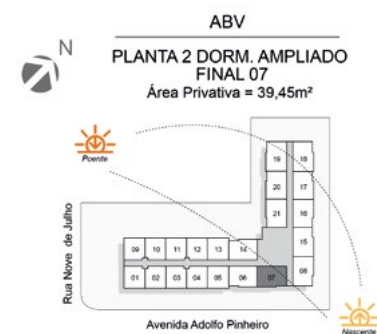 ABV
N
PLANTA 2 DORM. AMPLIADO
FINAL 07
Área Privativa = 39,45m²
Poente
19 18
20 17
21 16
15
09 10 11 12 13 14
01 02 03 04 05 06 07 08
Rua Nove de Julho
Avenida Adolfo Pinheiro
Nascente